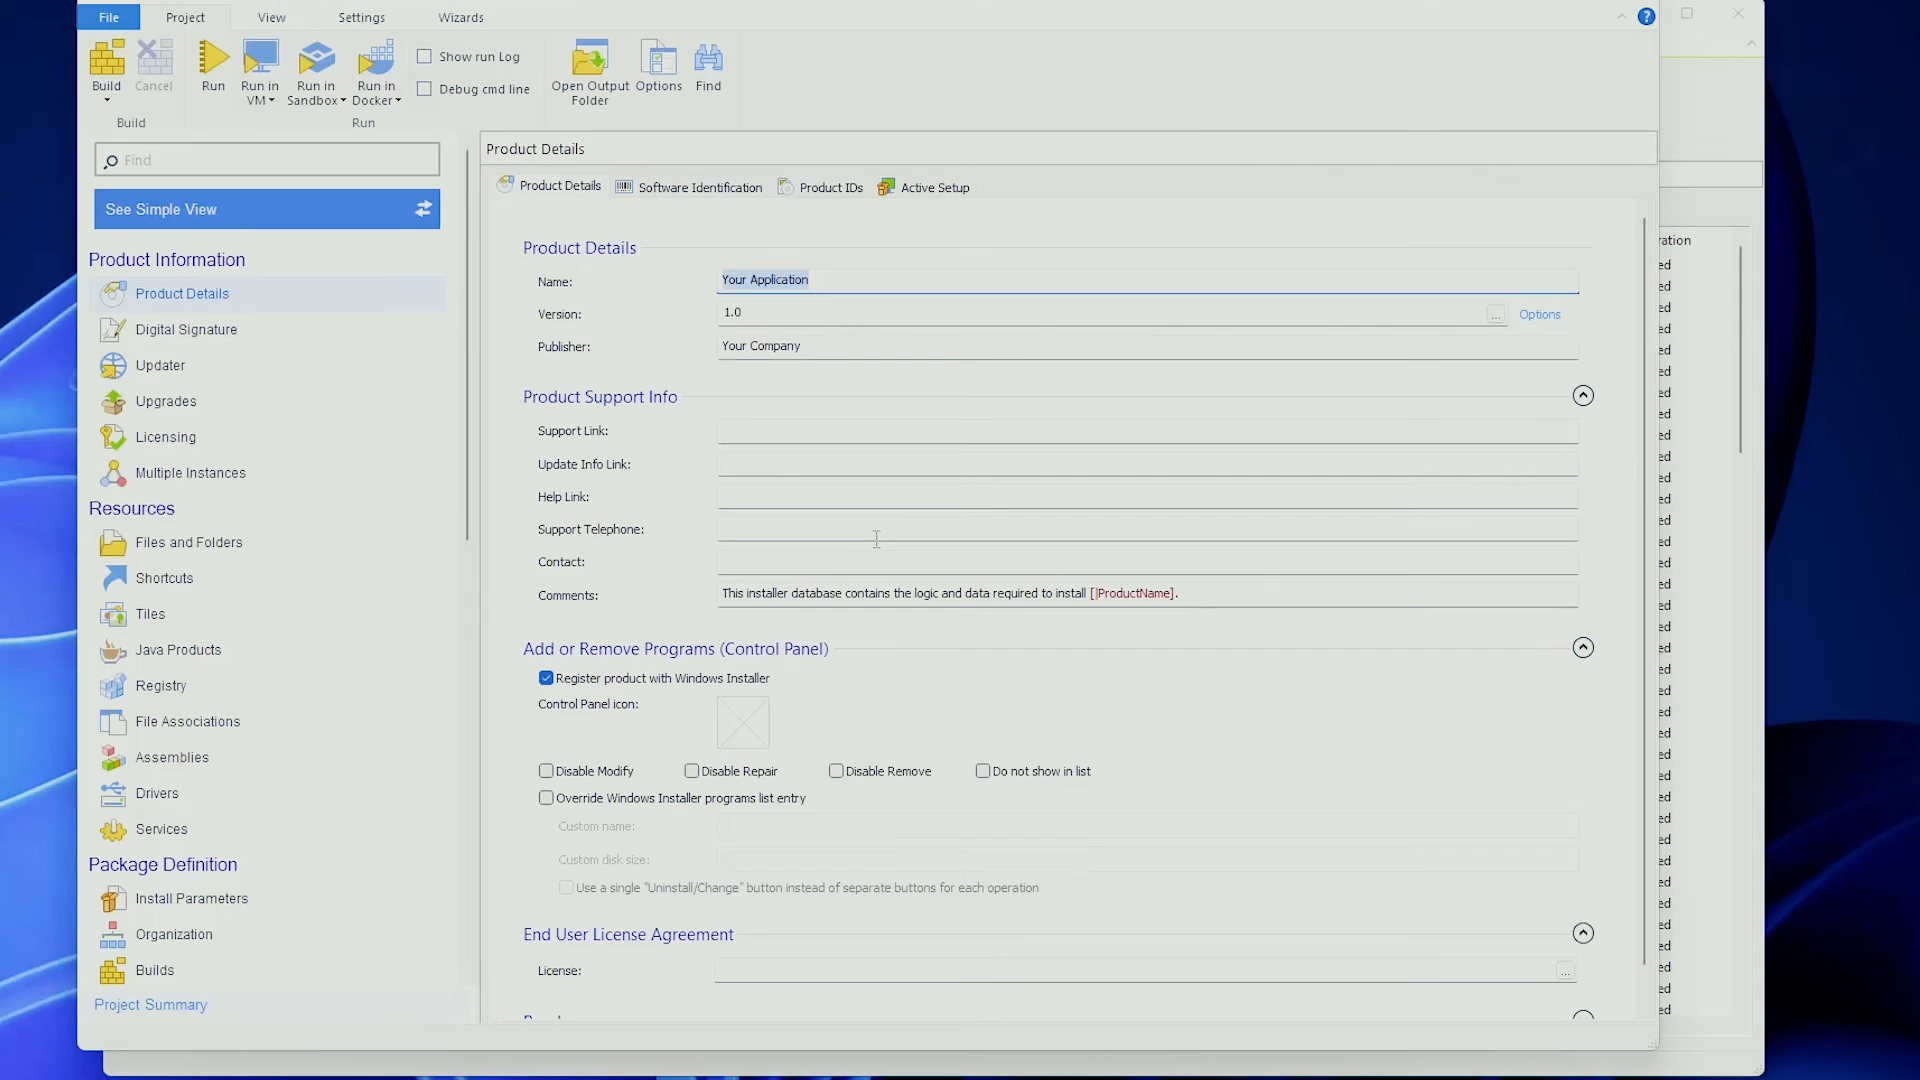 File
Project
View
Settings
Wizards
Build
Cancel
Run
Run in VM
Run in Sandbox
Run in Docker
Show run Log
Debug cmd line
Open Output Folder
Options
Find
Build
Run
Find
See Simple View
Product Information
Product Details
Digital Signature
Updater
Upgrades
Licensing
Multiple Instances
Resources
Files and Folders
Shortcuts
Tiles
Java Products
Registry
File Associations
Assemblies
Drivers
Services
Package Definition
Install Parameters
Organization
Builds
Project Summary
Product Details
Product Details
Software Identification
Product IDs
Active Setup
Product Details
Name: Your Application
Version: 1.0 ... Options
Publisher: Your Company
Product Support Info
Support Link:
Update Info Link:
Help Link:
Support Telephone:
Contact:
Comments: This installer database contains the logic and data required to install [|ProductName].
Add or Remove Programs (Control Panel)
Register product with Windows Installer
Control Panel icon:
Disable Modify
Disable Repair
Disable Remove
Do not show in list
Override Windows Installer programs list entry
Custom name:
Custom disk size:
Use a single "Uninstall/Change" button instead of separate buttons for each operation
End User License Agreement
License: ...